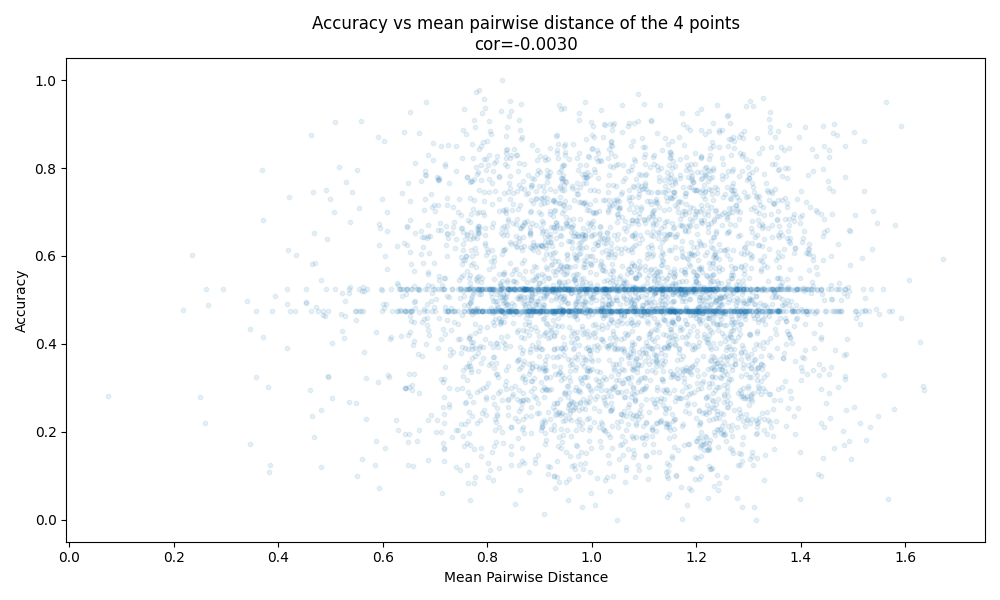 Accuracy vs mean pairwise distance of the 4 points
cor=-0.0030
1.0
0.8
0.6
0.4
0.2
0.0
Accuracy
0.0 0.2 0.4 0.6 0.8 1.0 1.2 1.4 1.6
Mean Pairwise Distance